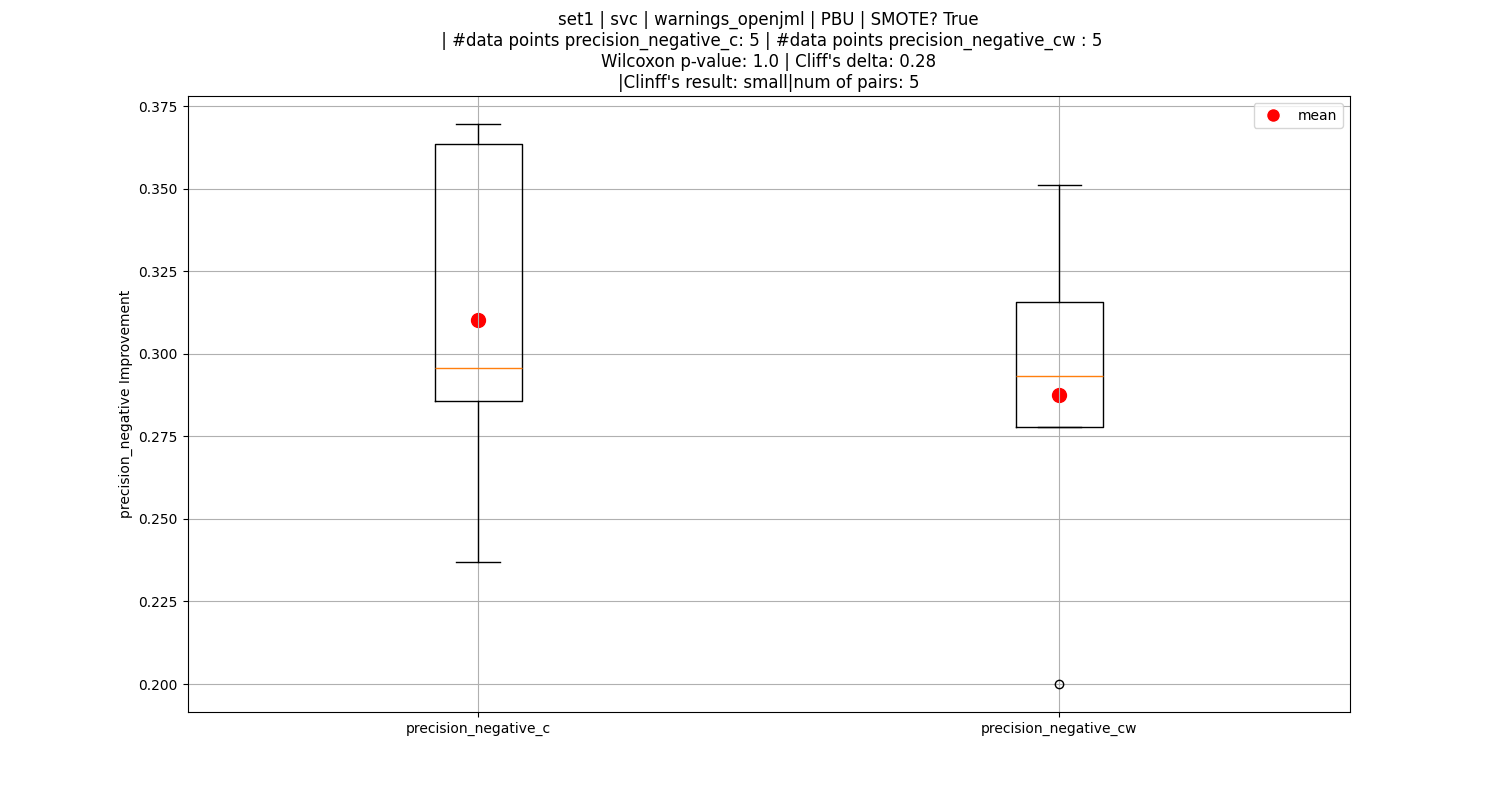 set1 | svc | warnings_openjml | PBU | SMOTE? True
| #data points precision_negative_c: 5 | #data points precision_negative_cw : 5
Wilcoxon p-value: 1.0 | Cliff's delta: 0.28
|Clinff's result: small|num of pairs: 5
mean
precision_negative Improvement
0.375
0.350
0.325
0.300
0.275
0.250
0.225
0.200
precision_negative_c
precision_negative_cw